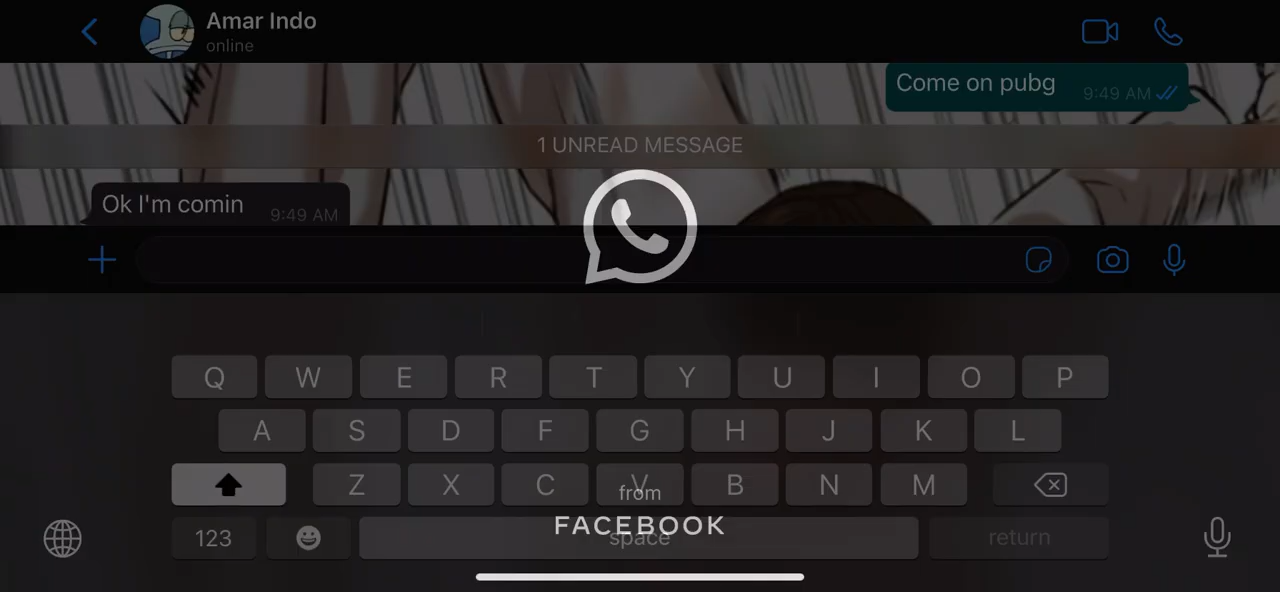 Amar Indo
online
Come on pubg
9:49 AM
1 UNREAD MESSAGE
Ok I'm comin
9:49 AM
Q W E R T Y U I O P
A S D F G H J K L
Z X C V B N M
from
FACEBOOK
123
space
return